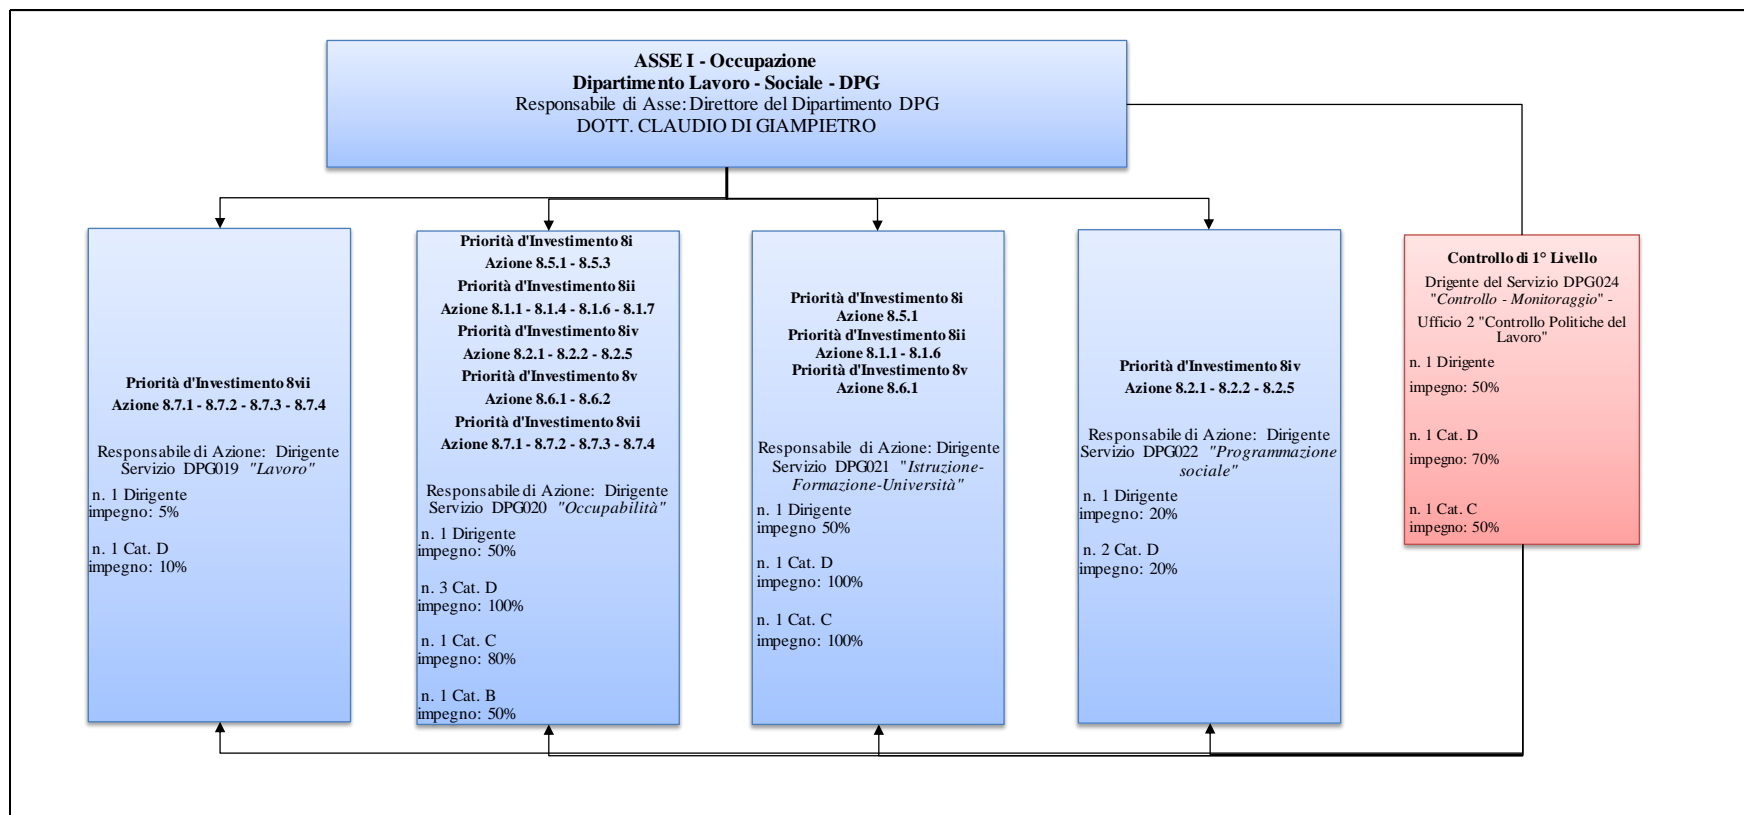 ASSE I - Occupazione
Dipartimento Lavoro - Sociale - DPG
Responsabile di Asse: Direttore del Dipartimento DPG
DOTT. CLAUDIO DI GIAMPIETRO
Priorità d'Investimento 8vii
Azione 8.7.1 - 8.7.2 - 8.7.3 - 8.7.4
Responsabile di Azione: Dirigente
Servizio DPG019 "Lavoro"
n. 1 Dirigente
impegno: 5%
n. 1 Cat. D
impegno: 10%
Priorità d'Investimento 8i
Azione 8.5.1 - 8.5.3
Priorità d'Investimento 8ii
Azione 8.1.1 - 8.1.4 - 8.1.6 - 8.1.7
Priorità d'Investimento 8iv
Azione 8.2.1 - 8.2.2 - 8.2.5
Priorità d'Investimento 8v
Azione 8.6.1 - 8.6.2
Priorità d'Investimento 8vii
Azione 8.7.1 - 8.7.2 - 8.7.3 - 8.7.4
Responsabile di Azione: Dirigente
Servizio DPG020 "Occupabilità"
n. 1 Dirigente
impegno: 50%
n. 3 Cat. D
impegno: 100%
n. 1 Cat. C
impegno: 80%
n. 1 Cat. B
impegno: 50%
Priorità d'Investimento 8i
Azione 8.5.1
Priorità d'Investimento 8ii
Azione 8.1.1 - 8.1.6
Priorità d'Investimento 8v
Azione 8.6.1
Responsabile di Azione: Dirigente
Servizio DPG021 "Istruzione-
Formazione-Università"
n. 1 Dirigente
impegno 50%
n. 1 Cat. D
impegno: 100%
n. 1 Cat. C
impegno: 100%
Priorità d'Investimento 8iv
Azione 8.2.1 - 8.2.2 - 8.2.5
Responsabile di Azione: Dirigente
Servizio DPG022 "Programmazione
sociale"
n. 1 Dirigente
impegno: 20%
n. 2 Cat. D
impegno: 20%
Controllo di 1° Livello
Drigente del Servizio DPG024
"Controllo - Monitoraggio" -
Ufficio 2 "Controllo Politiche del
Lavoro"
n. 1 Dirigente
impegno: 50%
n. 1 Cat. D
impegno: 70%
n. 1 Cat. C
impegno: 50%